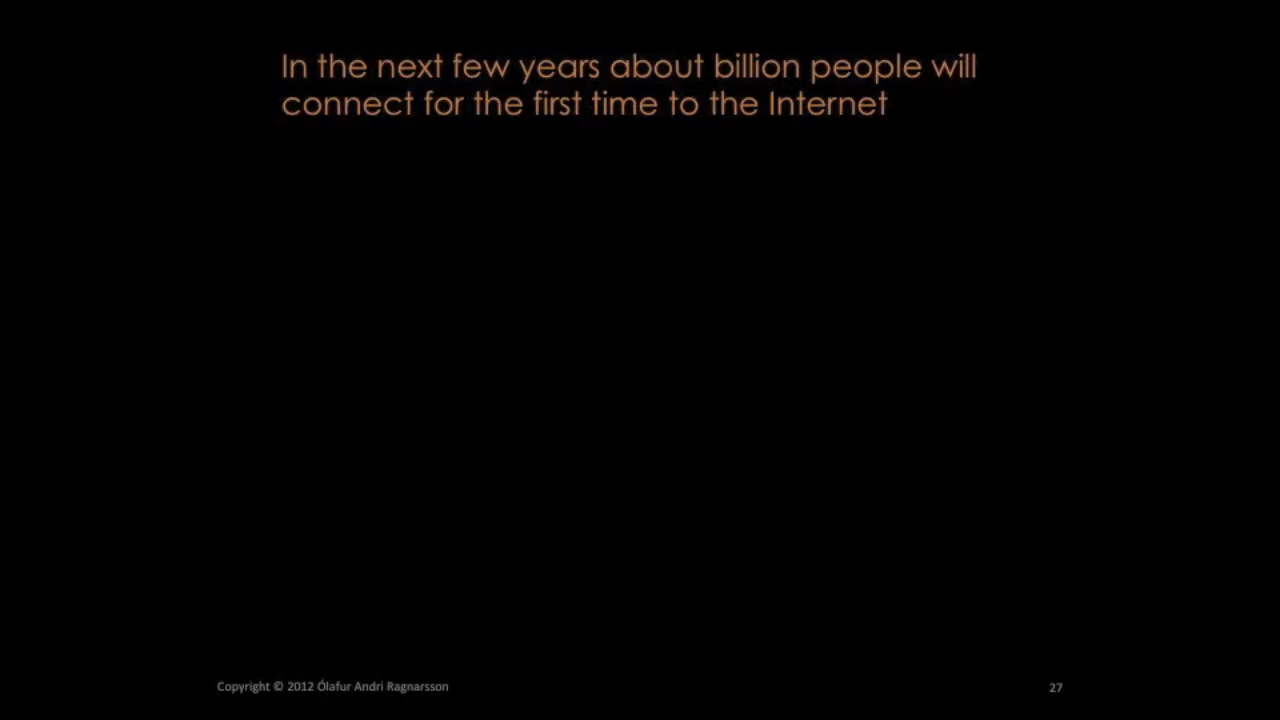 In the next few years about billion people will
connect for the first time to the Internet
Copyright © 2012 Ólafur Andri Ragnarsson
27